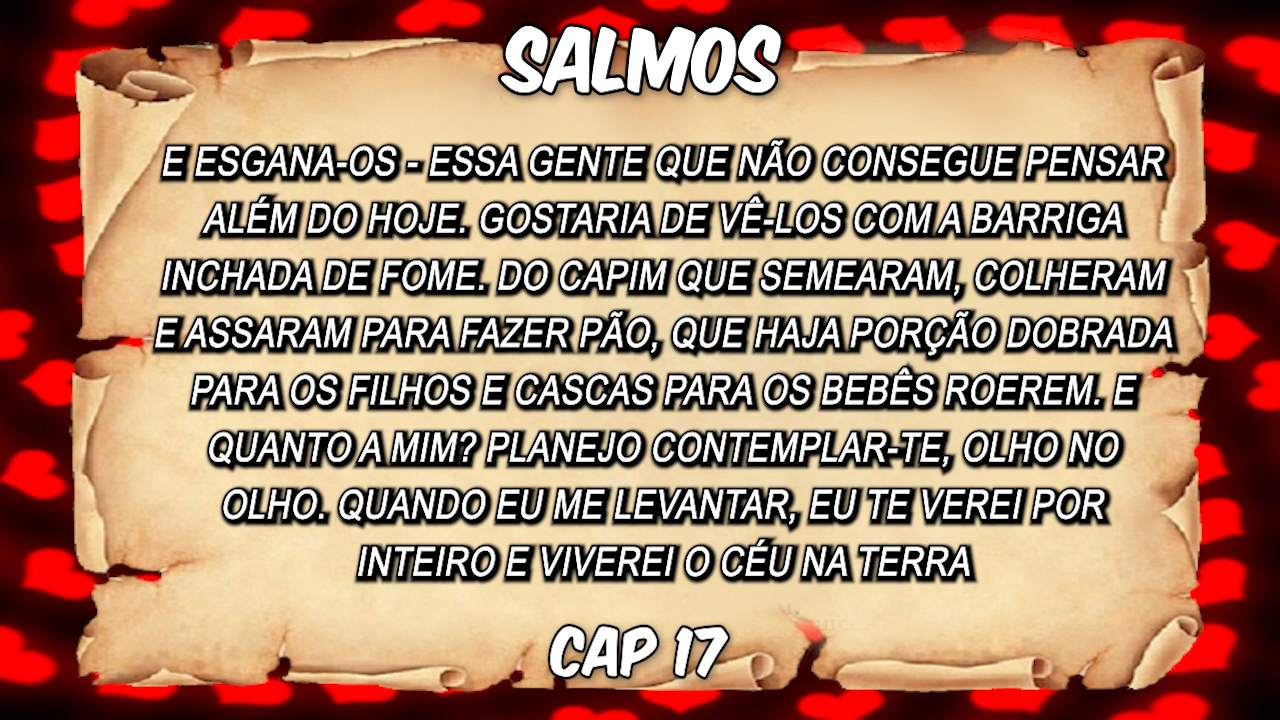 SALMOS
E ESGANA-OS - ESSA GENTE QUE NÃO CONSEGUE PENSAR
ALÉM DO HOJE. GOSTARIA DE VÊ-LOS COM A BARRIGA
INCHADA DE FOME. DO CAPIM QUE SEMEARAM, COLHERAM
E ASSARAM PARA FAZER PÃO, QUE HAJA PORÇÃO DOBRADA
PARA OS FILHOS E CASCAS PARA OS BEBÊS ROEREM. E
QUANTO A MIM? PLANEJO CONTEMPLAR-TE, OLHO NO
OLHO. QUANDO EU ME LEVANTAR, EU TE VEREI POR
INTEIRO E VIVEREI O CÉU NA TERRA
CAP 17